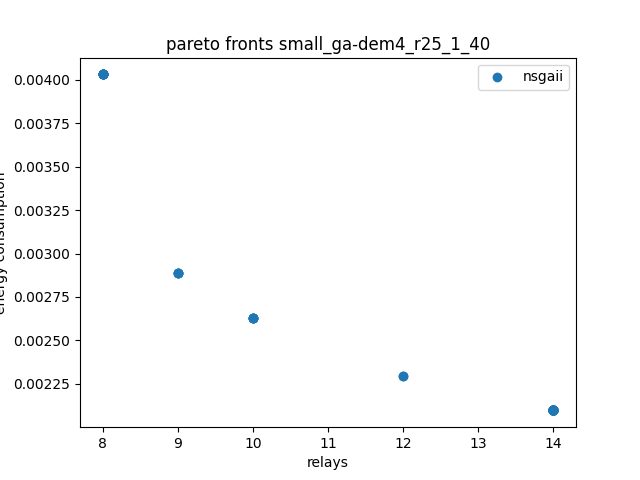 pareto fronts small_ga-dem4_r25_1_40
nsgaii
0.00400
0.00375
0.00350
0.00325
0.00300
0.00275
0.00250
0.00225
energy consumption
8 9 10 11 12 13 14
relays